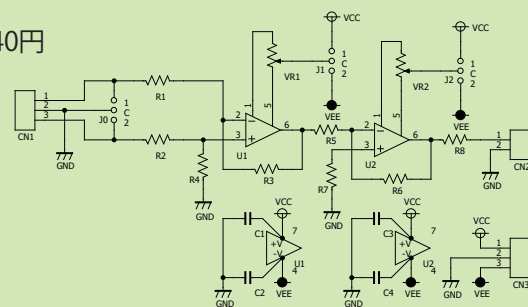 40円
VCC
VCC
1
C
2
J1
VR1
1
5
VEE
1
C
2
J2
VR2
1
5
VEE
CN1
1
2
3
1
C
2
J0
R1
R2
GND
R4
GND
2
3
6
U1
R3
R5
R7
GND
2
3
6
U2
R6
R8
1
2
CN2
GND
VCC
7
C1
+V
-V
U1
4
C2
GND
VEE
VCC
7
C3
+V
-V
U2
4
C4
GND
VEE
VCC
1
2
3
CN3
GND
VEE